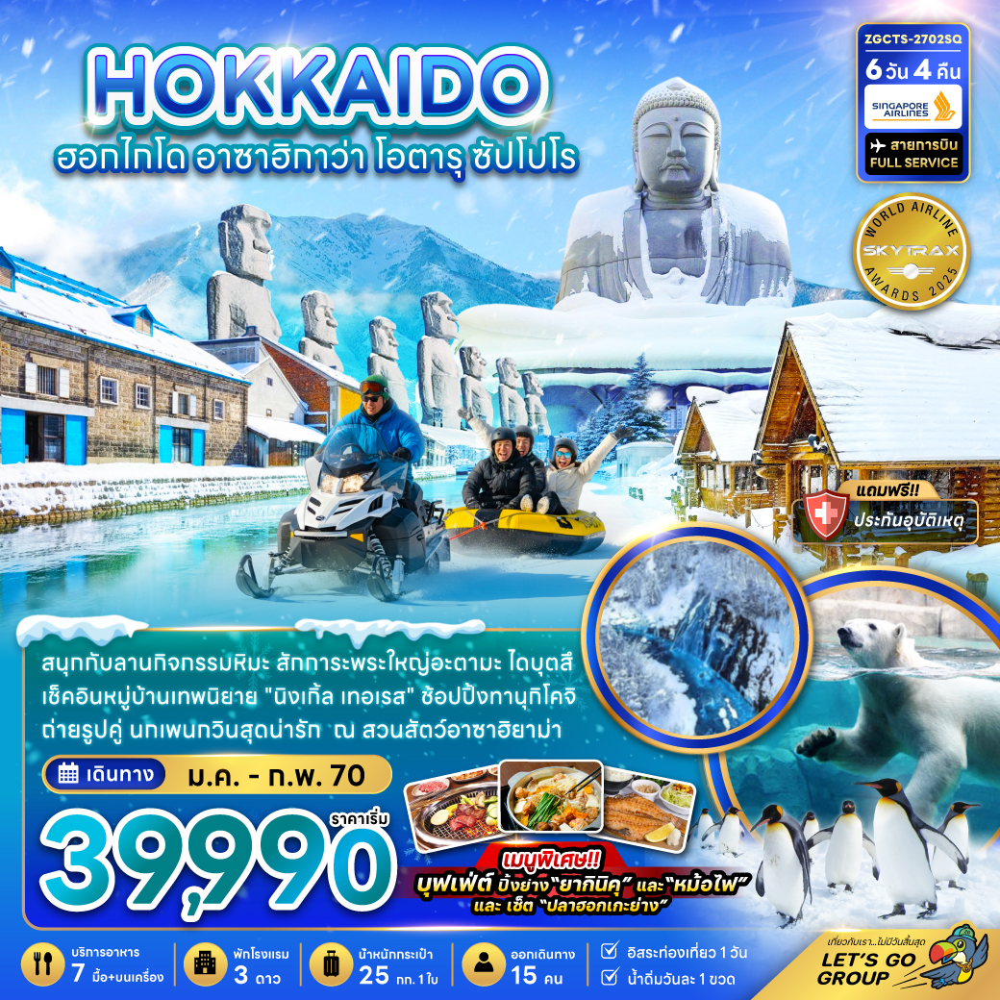 HOKKAIDO
ฮอกไกโด อาซาฮิกาว่า โอตารุ ซัปโปโร
ZGCTS-2702SQ
6 วัน 4 คืน
SINGAPORE
AIRLINES
สายการบิน
FULL SERVICE
WORLD AIRLINE
SKYTRAX
AWARDS 2025
แถมฟรี!!
ประกันอุบัติเหตุ
สนุกกับลานกิจกรรมหิมะ สักการะพระใหญ่อะตามะ ไดบุตสึ
เช็คอินหมู่บ้านเทพนิยาย "นิงเกิ้ล เทอเรส" ช้อปปิ้งทานุกิโคจิ
ถ่ายรูปคู่ นกเพนกวินสุดน่ารัก ณ สวนสัตว์อาซาฮิยาม่า
เดินทาง
ม.ค. - ก.พ. 70
ราคาเริ่ม
39,990
เมนูพิเศษ!!
บุฟเฟ่ต์ ปิ้งย่าง "ยากินิคุ" และ "หม้อไฟ"
และ เซ็ต "ปลาฮอกเกะย่าง"
บริการอาหาร
7 มื้อ+บนเครื่อง
พักโรงแรม
3 ดาว
น้ำหนักกระเป๋า
25 กก. 1 ใบ
ออกเดินทาง
15 คน
อิสระท่องเที่ยว 1 วัน
น้ำดื่มวันละ 1 ขวด
เที่ยวกับเรา...ไม่มีวันสิ้นสุด
LET'S GO
GROUP